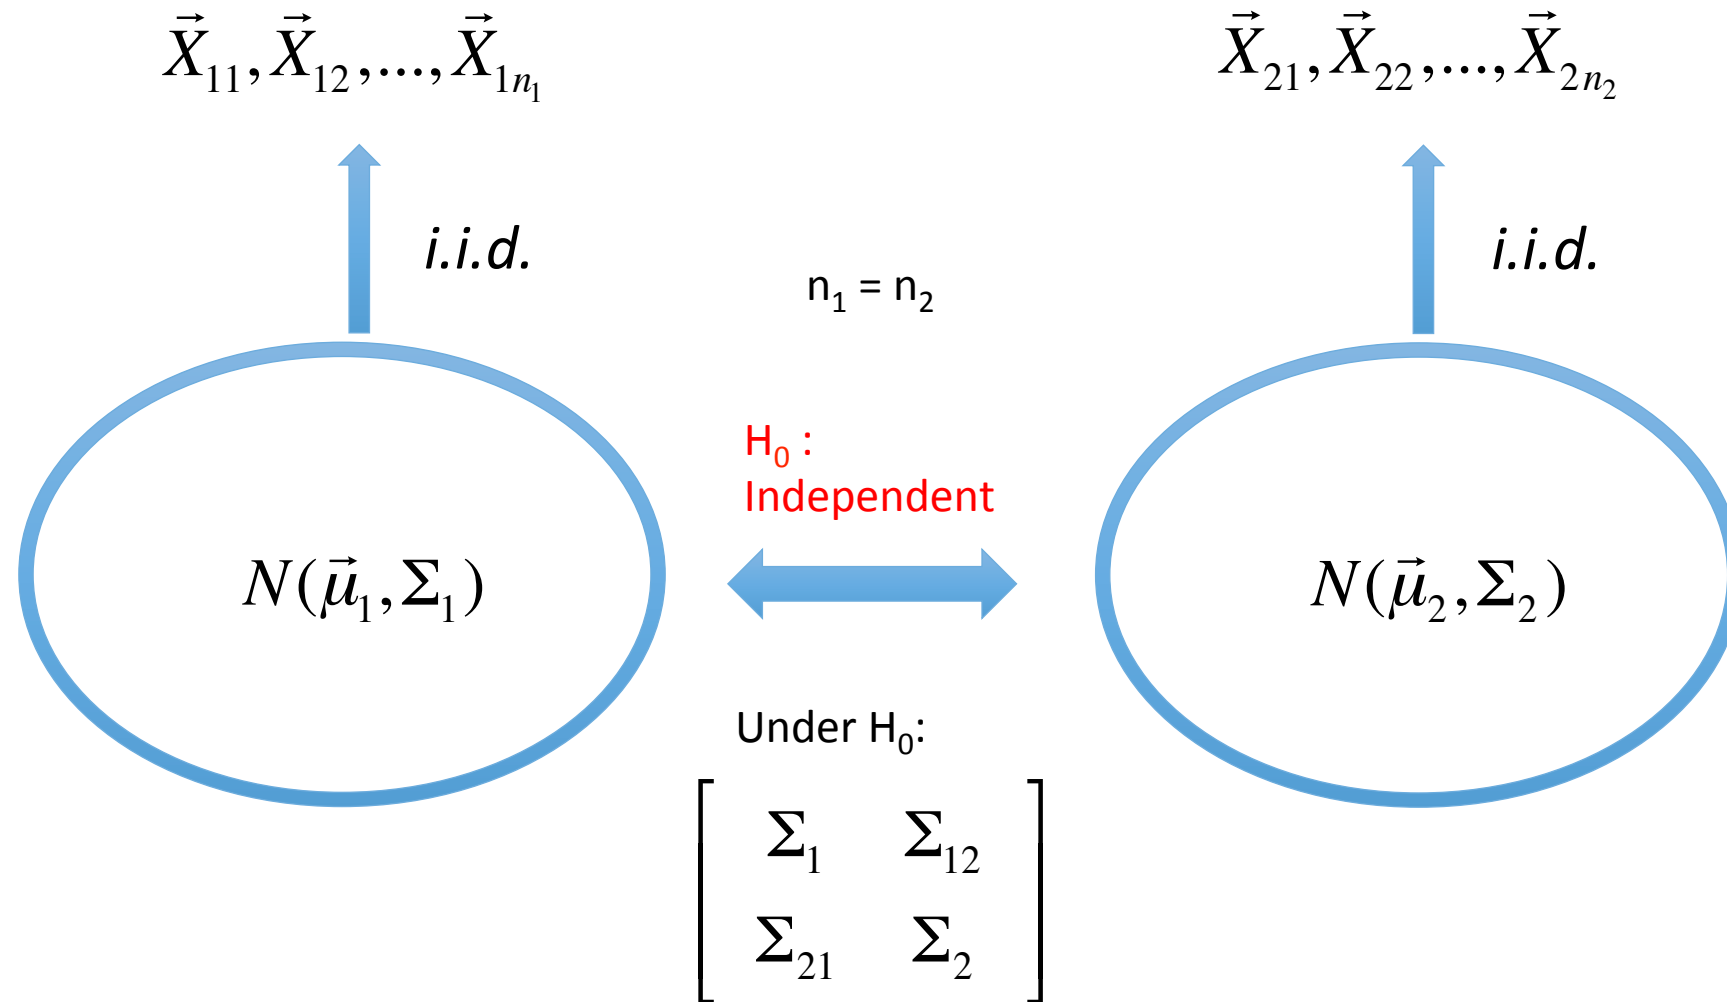 X⃗₁₁, X⃗₁₂,..., X⃗₁ₙ₁
X⃗₂₁, X⃗₂₂,..., X⃗₂ₙ₂
i.i.d.
i.i.d.
n₁ = n₂
H₀ :
Independent
N(μ⃗₁, Σ₁)
N(μ⃗₂, Σ₂)
Under H₀:
Σ₁ Σ₁₂
Σ₂₁ Σ₂